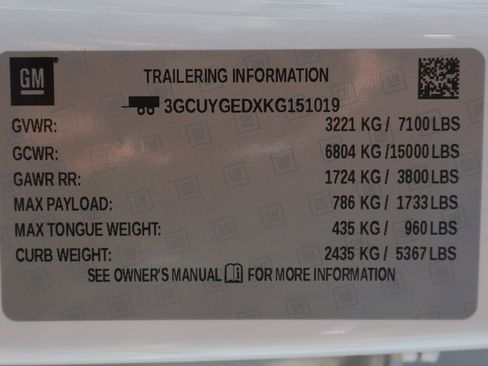 GM
TRAILERING INFORMATION
3GCUYGEDXKG151019
GVWR: 3221 KG / 7100 LBS
GCWR: 6804 KG /15000 LBS
GAWR RR: 1724 KG / 3800 LBS
MAX PAYLOAD: 786 KG / 1733 LBS
MAX TONGUE WEIGHT: 435 KG / 960 LBS
CURB WEIGHT: 2435 KG / 5367 LBS
SEE OWNER'S MANUAL FOR MORE INFORMATION